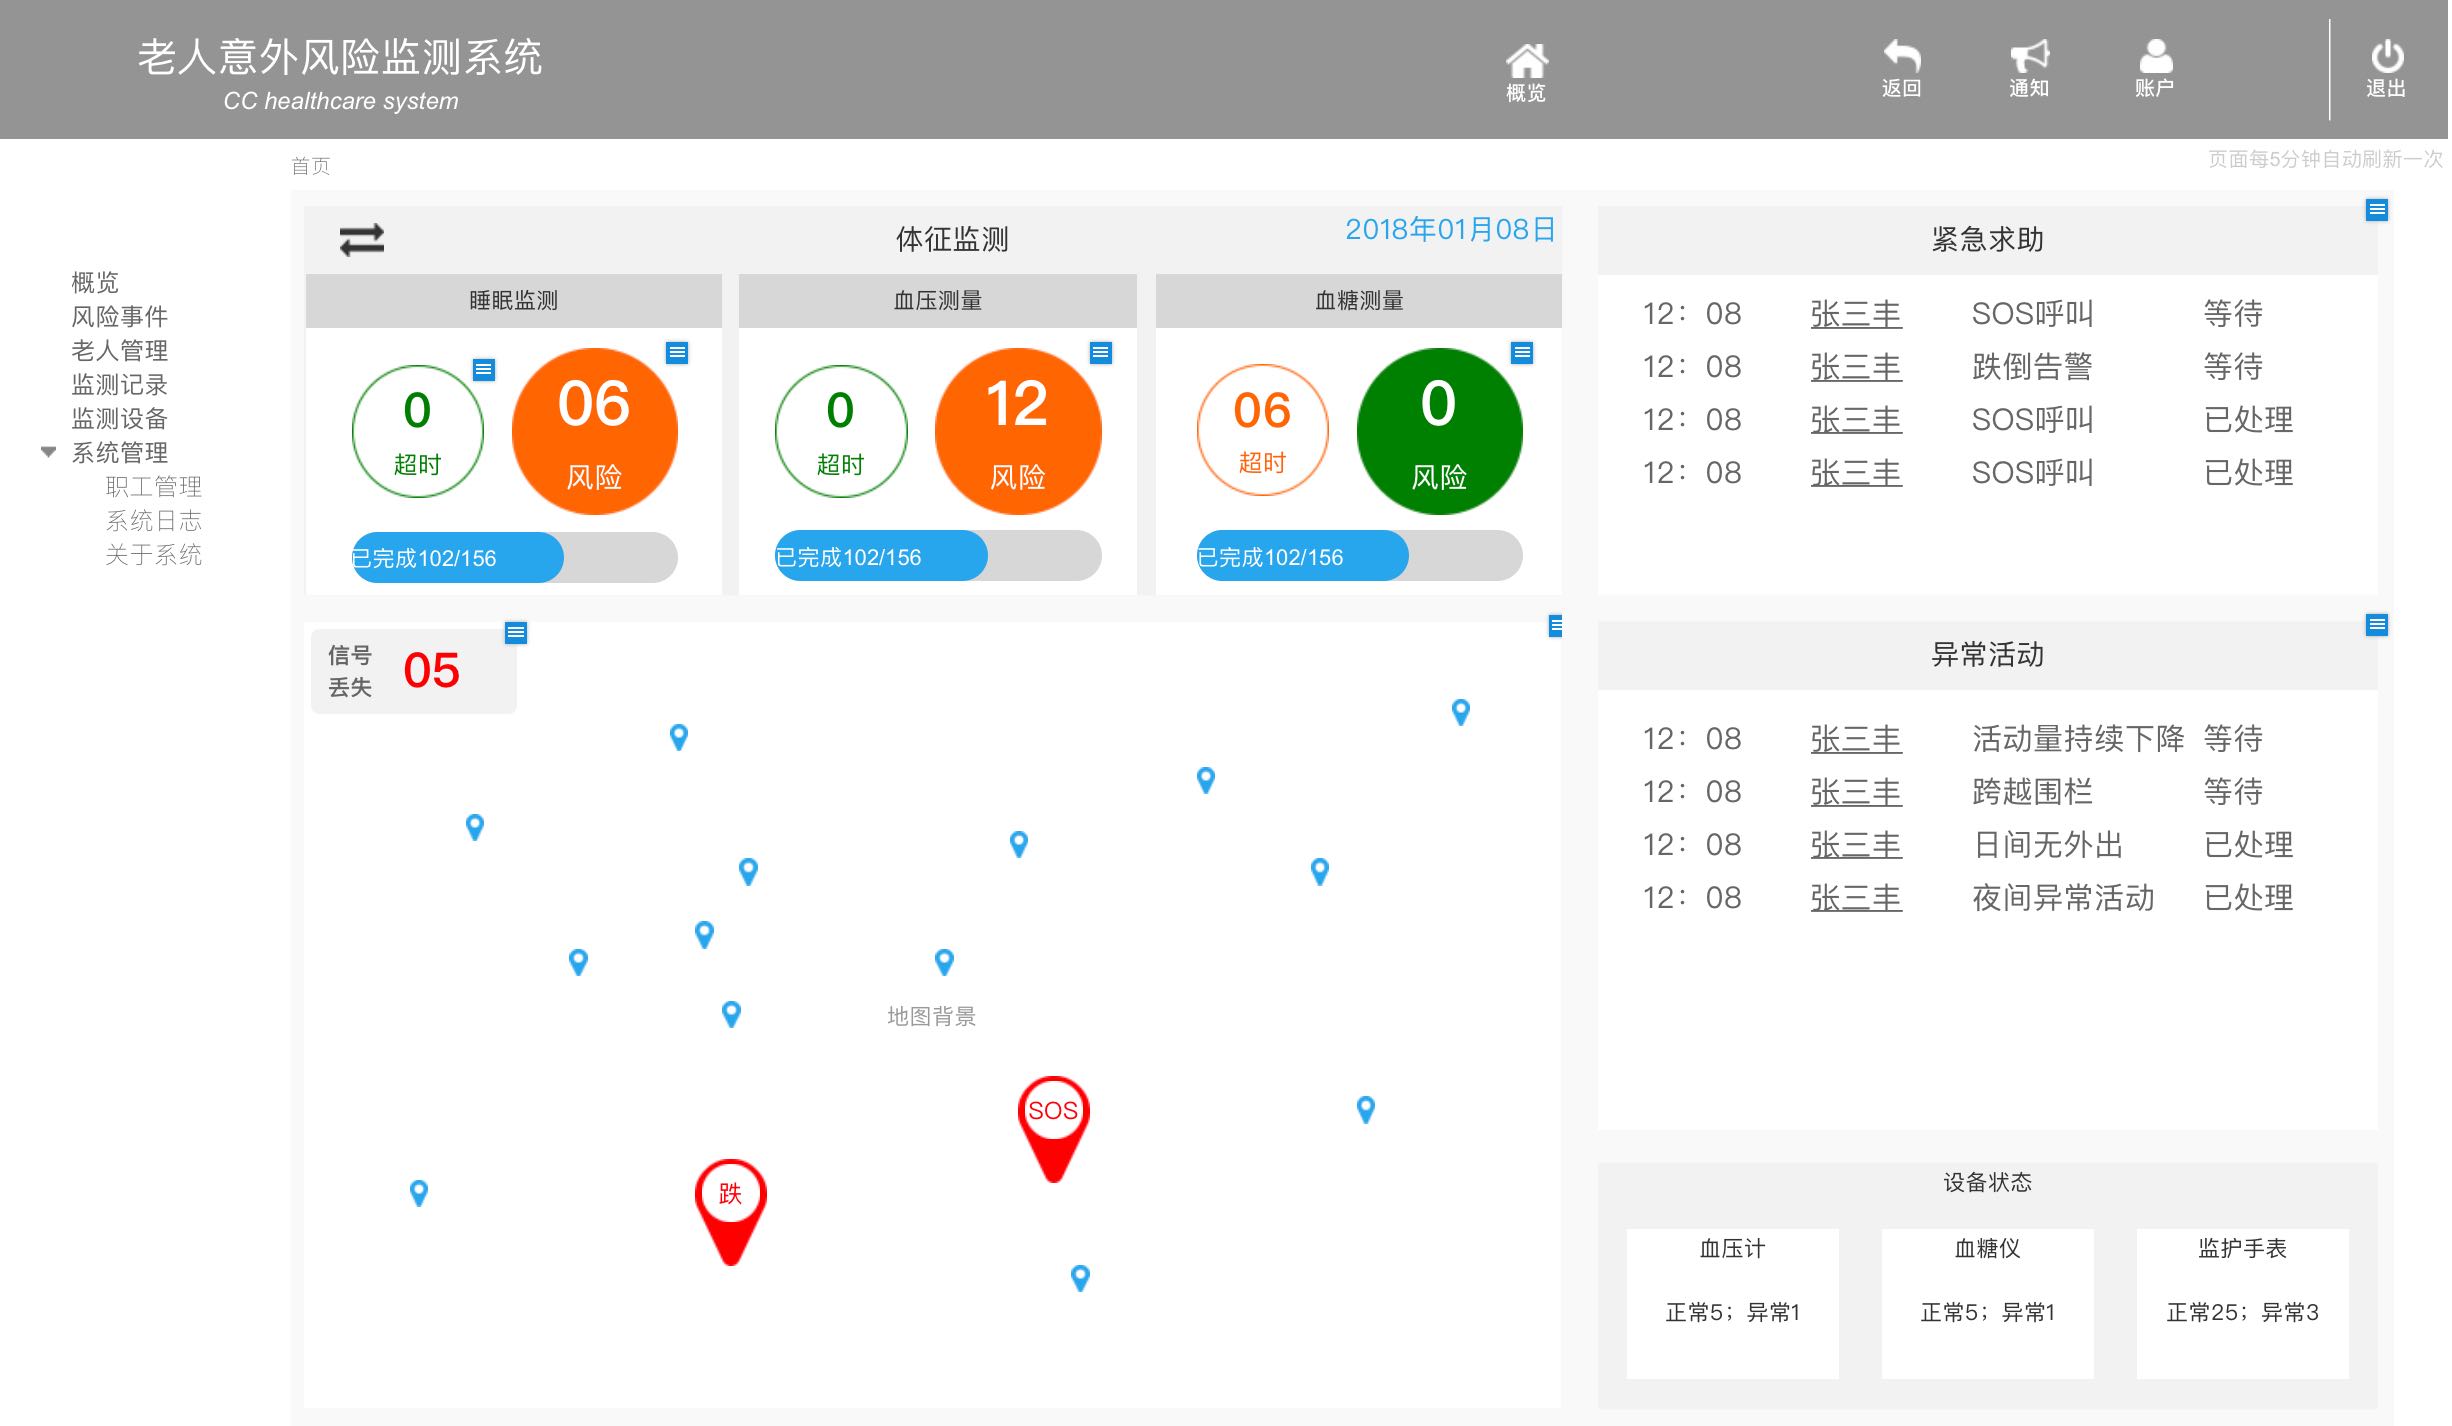 老人意外风险监测系统
CC healthcare system
概览
返回
通知
账户
退出
首页
页面每5分钟自动刷新一次
概览
风险事件
老人管理
监测记录
监测设备
系统管理
职工管理
系统日志
关于系统
体征监测
2018年01月08日
睡眠监测
0
超时
06
风险
已完成102/156
血压测量
0
超时
12
风险
已完成102/156
血糖测量
06
超时
0
风险
已完成102/156
紧急求助
12：08 张三丰 SOS呼叫 等待
12：08 张三丰 跌倒告警 等待
12：08 张三丰 SOS呼叫 已处理
12：08 张三丰 SOS呼叫 已处理
信号
丢失
05
地图背景
SOS
跌
异常活动
12：08 张三丰 活动量持续下降 等待
12：08 张三丰 跨越围栏 等待
12：08 张三丰 日间无外出 已处理
12：08 张三丰 夜间异常活动 已处理
设备状态
血压计
正常5；异常1
血糖仪
正常5；异常1
监护手表
正常25；异常3